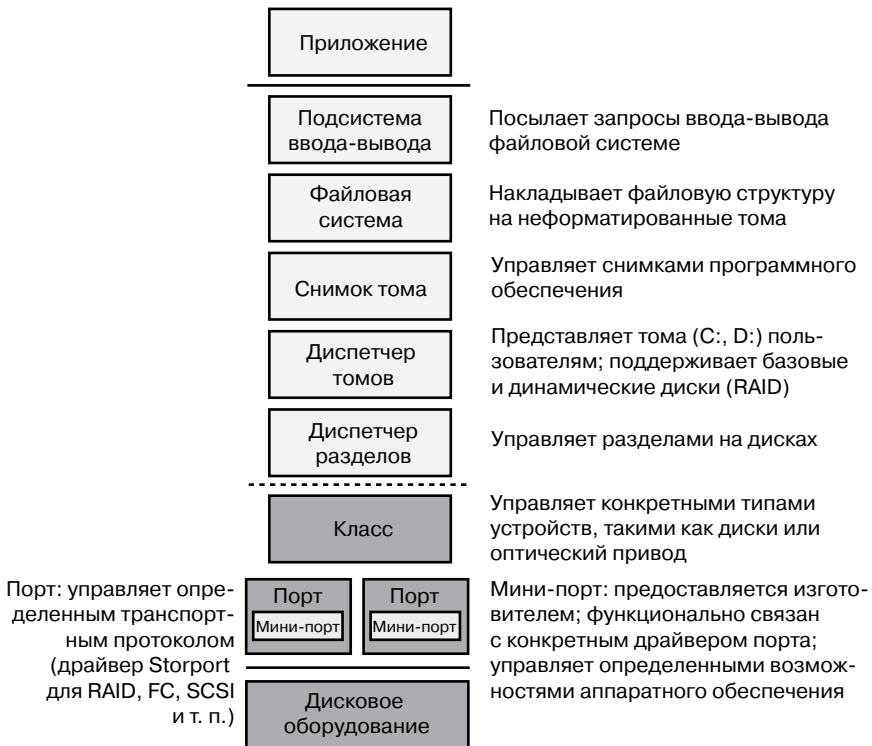 Приложение
Подсистема
ввода-вывода
Посылает запросы ввода-вывода
файловой системе
Файловая
система
Накладывает файловую структуру
на неформатированные тома
Снимок тома
Управляет снимками программного
обеспечения
Диспетчер
томов
Представляет тома (C:, D:) поль-
зователям; поддерживает базовые
и динамические диски (RAID)
Диспетчер
разделов
Управляет разделами на дисках
Класс
Управляет конкретными типами
устройств, такими как диски или
оптический привод
Порт: управляет опре-
деленным транспорт-
ным протоколом
(драйвер Storport
для RAID, FC, SCSI
и т. п.)
Порт
Мини-порт
Порт
Мини-порт
Мини-порт: предоставляется изгото-
вителем; функционально связан
с конкретным драйвером порта;
управляет определенными возмож-
ностями аппаратного обеспечения
Дисковое
оборудование